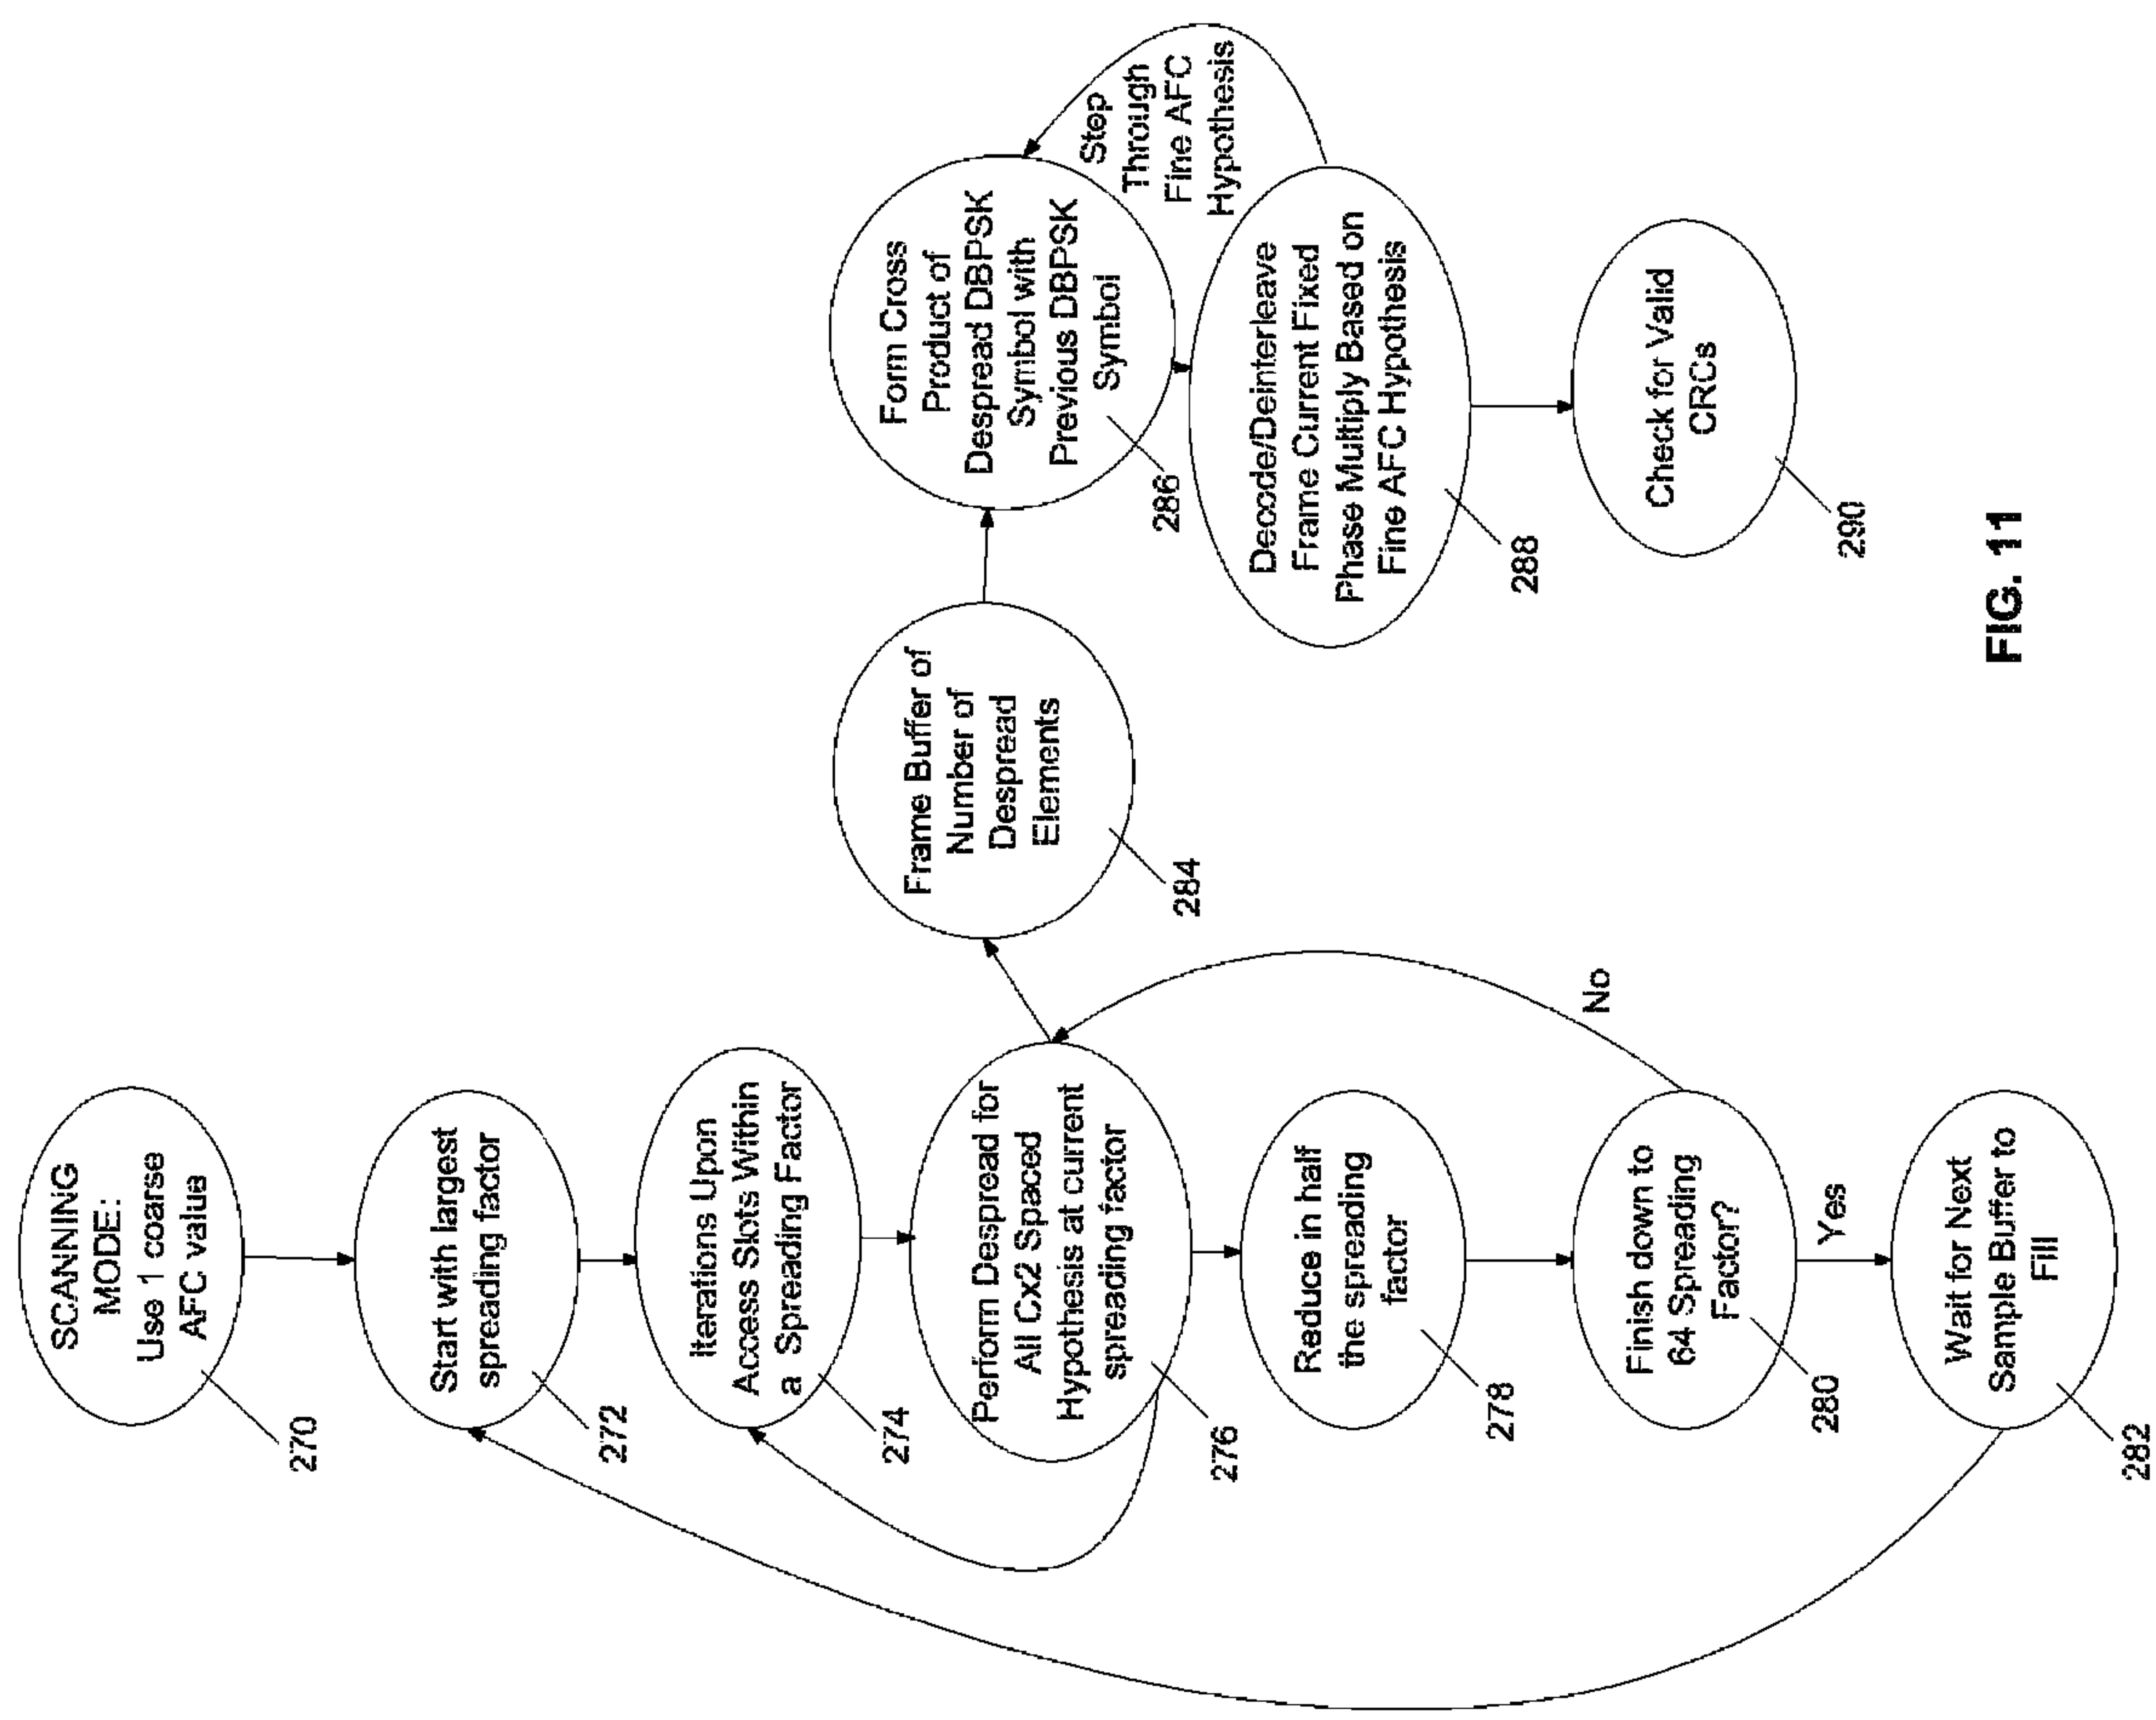 SCANNING
MODE:
Use 1 coarse
AFC value
270
Start with largest
spreading factor
272
Iterations Upon
Access Slots Within
a Spreading Factor
274
Perform Despread for
All Cx2 Spaced
Hypothesis at current
spreading factor
276
Reduce in half
the spreading
factor
278
Finish down to
64 Spreading
Factor?
280
No
Yes
Wait for Next
Sample Buffer to
Fill
282
Frame Buffer of
Number of
Despread
Elements
284
Form Cross
Product of
Despread DBPSK
Symbol with
Previous DBPSK
Symbol
286
Step
Through
Fine AFC
Hypothesis
Decode/Deinterleave
Frame Current Fixed
Phase Multiply Based on
Fine AFC Hypothesis
288
Check for Valid
CRCs
290
FIG. 11